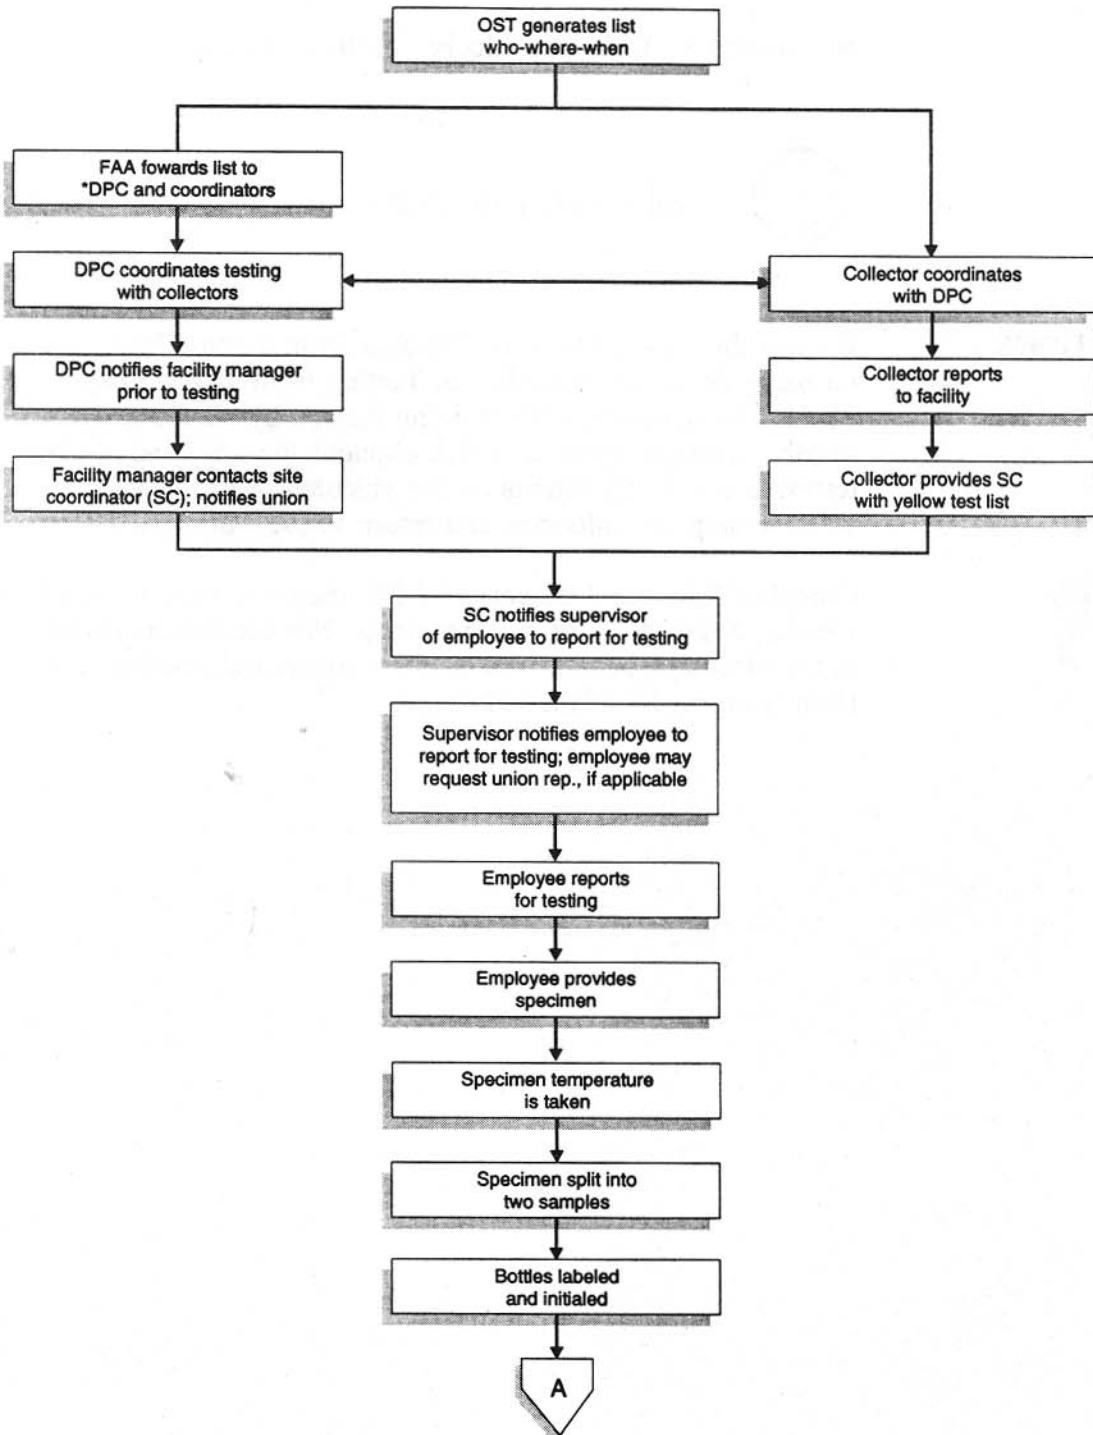 OST generates list
who-where-when
FAA fowards list to
*DPC and coordinators
DPC coordinates testing
with collectors
Collector coordinates
with DPC
DPC notifies facility manager
prior to testing
Collector reports
to facility
Facility manager contacts site
coordinator (SC); notifies union
Collector provides SC
with yellow test list
SC notifies supervisor
of employee to report for testing
Supervisor notifies employee to
report for testing; employee may
request union rep., if applicable
Employee reports
for testing
Employee provides
specimen
Specimen temperature
is taken
Specimen split into
two samples
Bottles labeled
and initialed
A